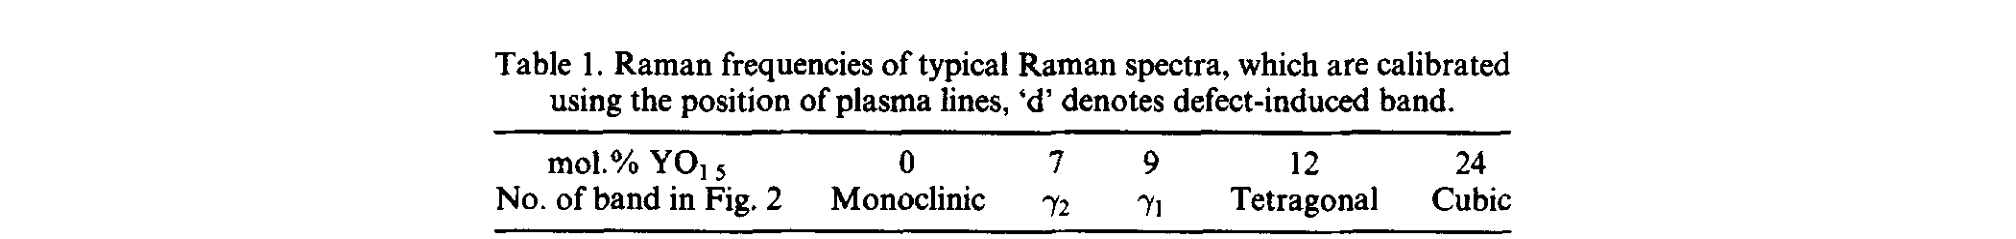 Table 1. Raman frequencies of typical Raman spectra, which are calibrated
using the position of plasma lines, ‘d’ denotes defect-induced band.
mol.% YO₁ ₅ 0 7 9 12 24
No. of band in Fig. 2 Monoclinic γ₂ γ₁ Tetragonal Cubic